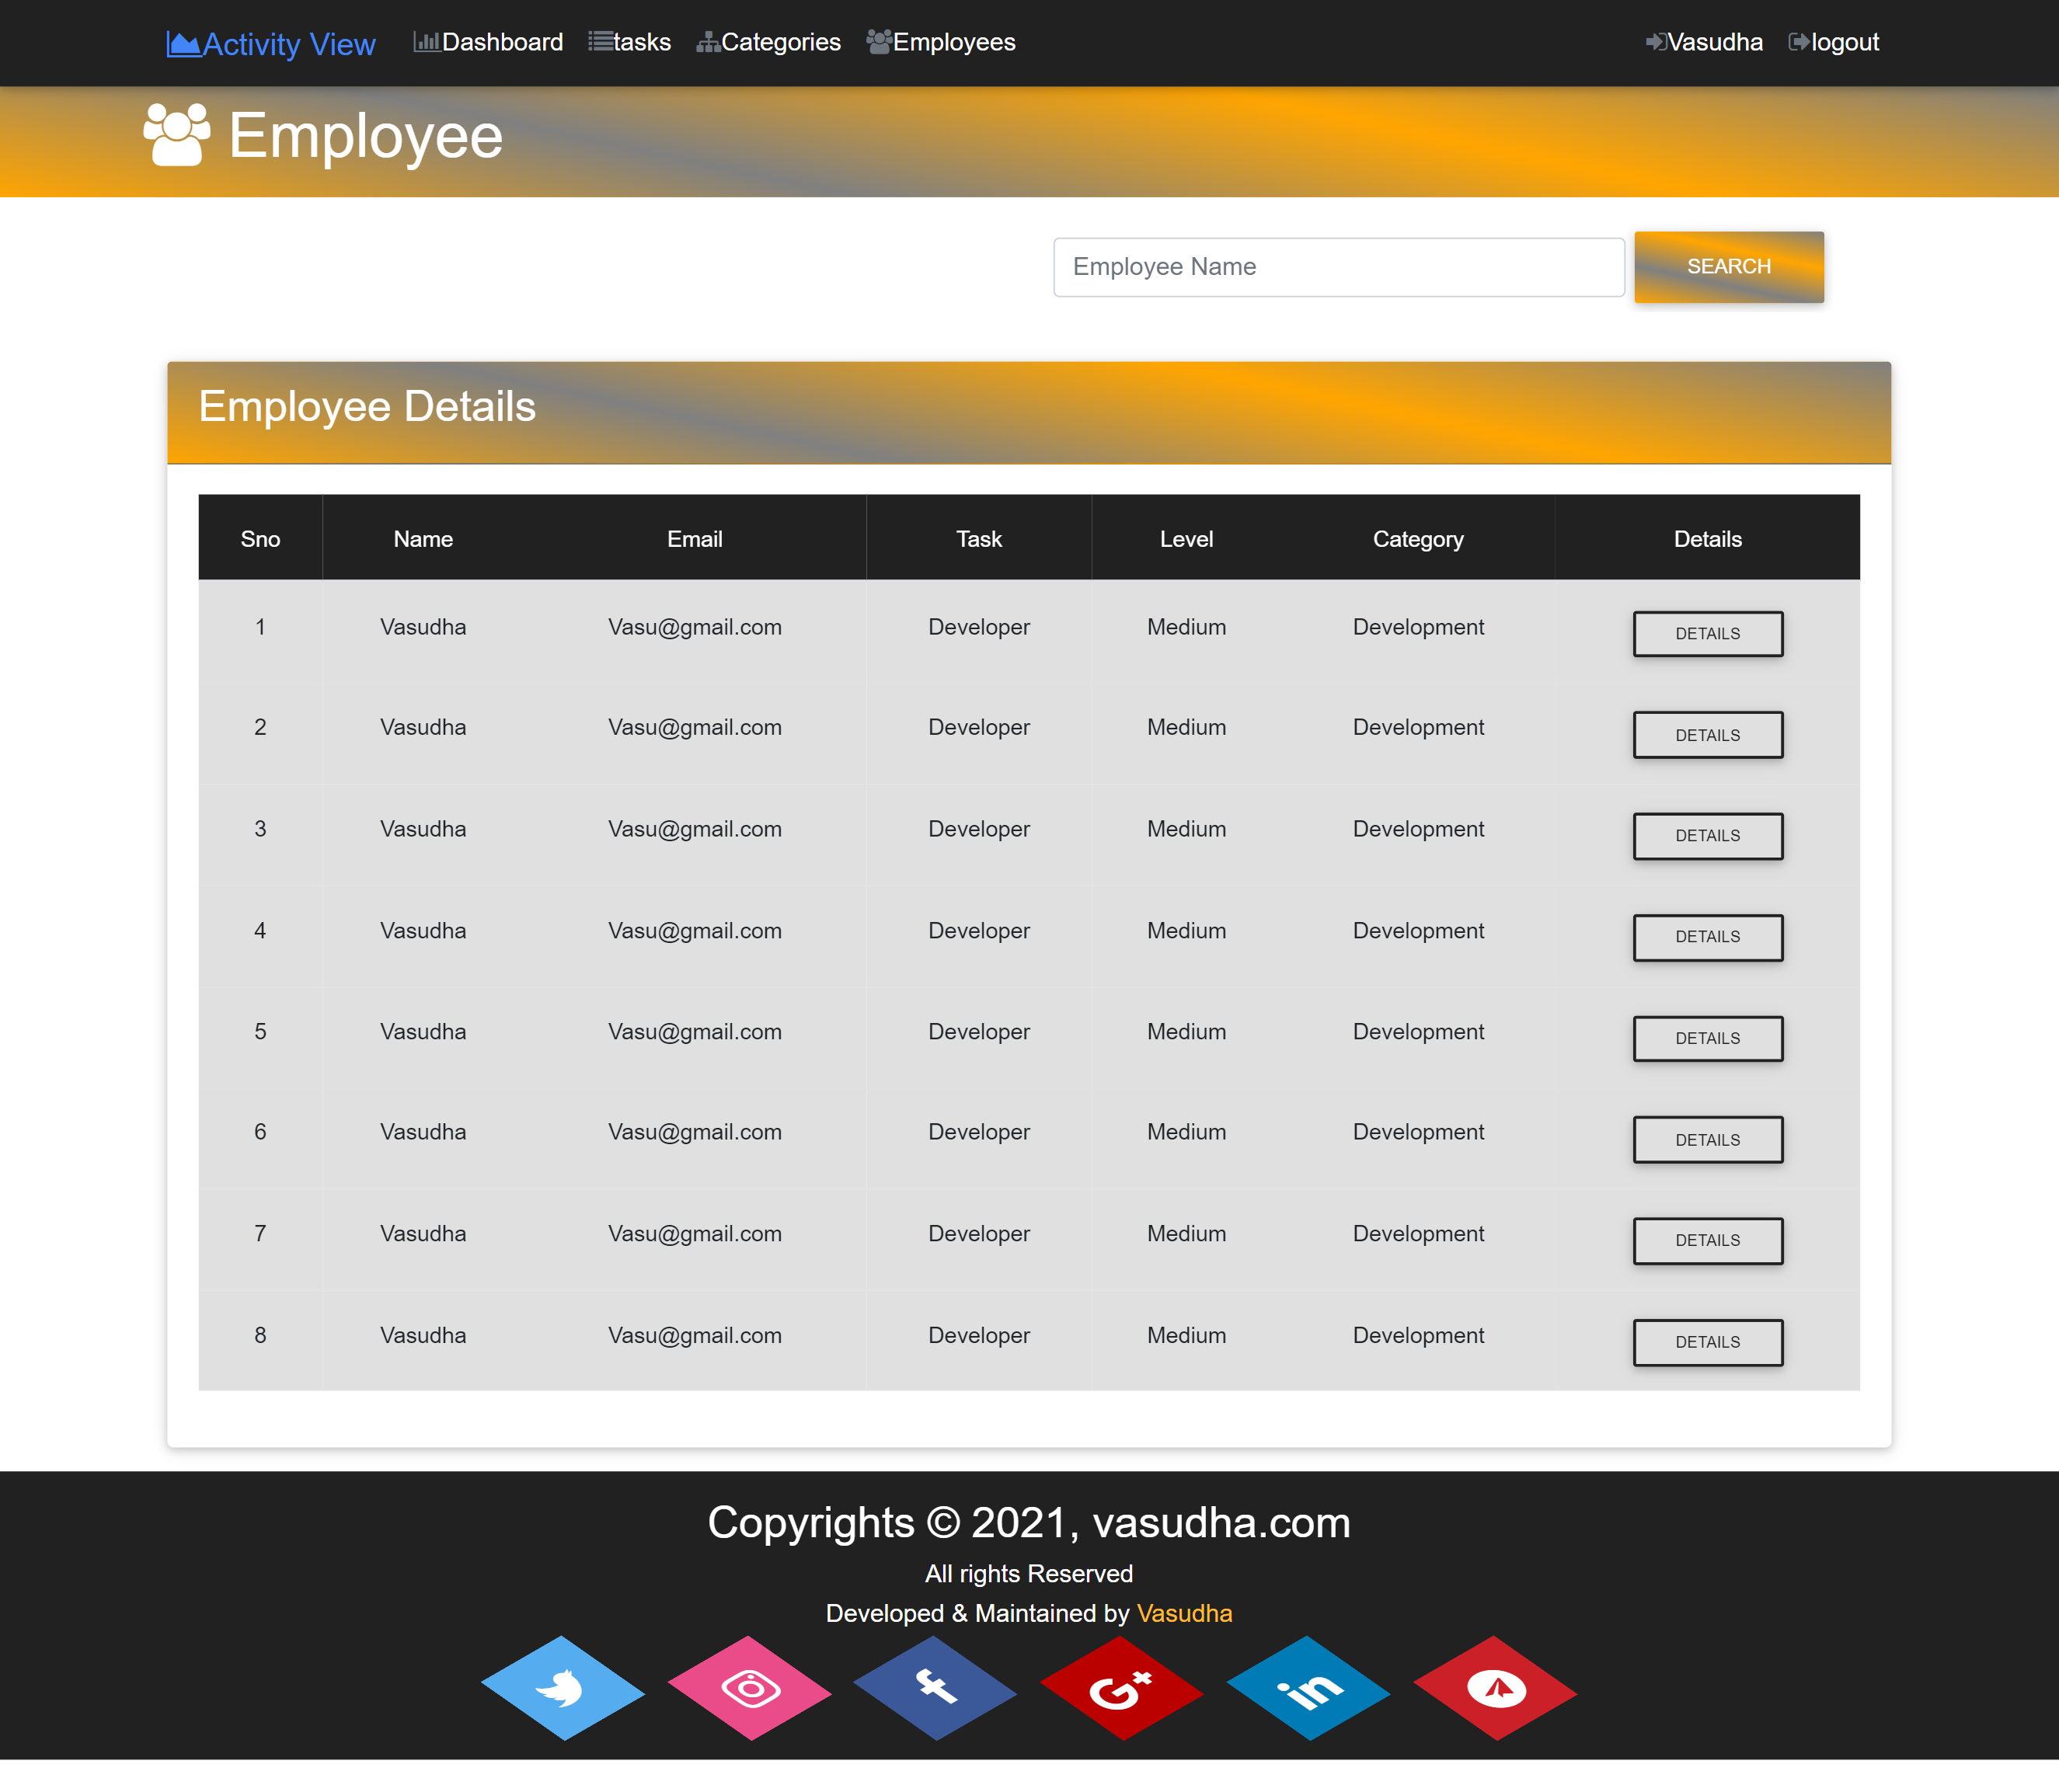 Activity View Dashboard tasks Categories Employees Vasudha logout
Employee
Employee Name SEARCH
Employee Details
Sno Name Email Task Level Category Details
1 Vasudha Vasu@gmail.com Developer Medium Development DETAILS
2 Vasudha Vasu@gmail.com Developer Medium Development DETAILS
3 Vasudha Vasu@gmail.com Developer Medium Development DETAILS
4 Vasudha Vasu@gmail.com Developer Medium Development DETAILS
5 Vasudha Vasu@gmail.com Developer Medium Development DETAILS
6 Vasudha Vasu@gmail.com Developer Medium Development DETAILS
7 Vasudha Vasu@gmail.com Developer Medium Development DETAILS
8 Vasudha Vasu@gmail.com Developer Medium Development DETAILS
Copyrights © 2021, vasudha.com
All rights Reserved
Developed & Maintained by Vasudha